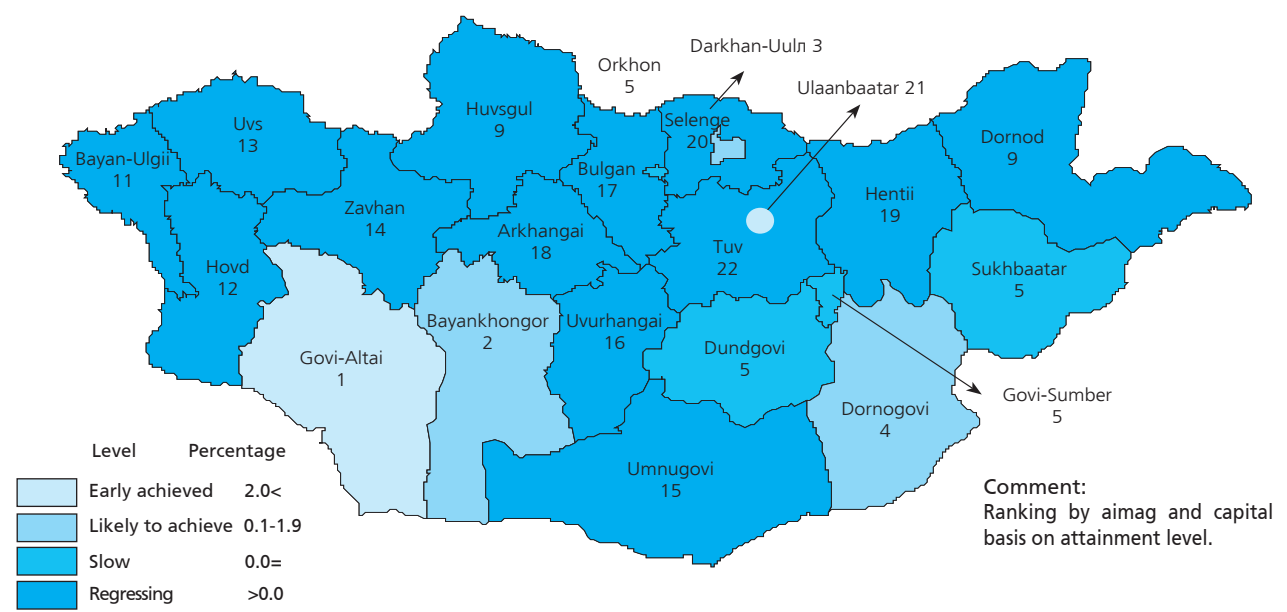 Darkhan-Uulл 3
Orkhon
5
Ulaanbaatar 21
Huvsgul
9
Selenge
20
Uvs
13
Dornod
9
Bayan-Ulgii
11
Bulgan
17
Hentii
19
Zavhan
14
Arkhangai
18
Tuv
22
Hovd
12
Sukhbaatar
5
Bayankhongor
2
Uvurhangai
16
Dundgovi
5
Govi-Altai
1
Govi-Sumber
5
Dornogovi
4
Umnugovi
15
Level Percentage
Early achieved 2.0<
Likely to achieve 0.1-1.9
Slow 0.0=
Regressing >0.0
Comment:
Ranking by aimag and capital
basis on attainment level.